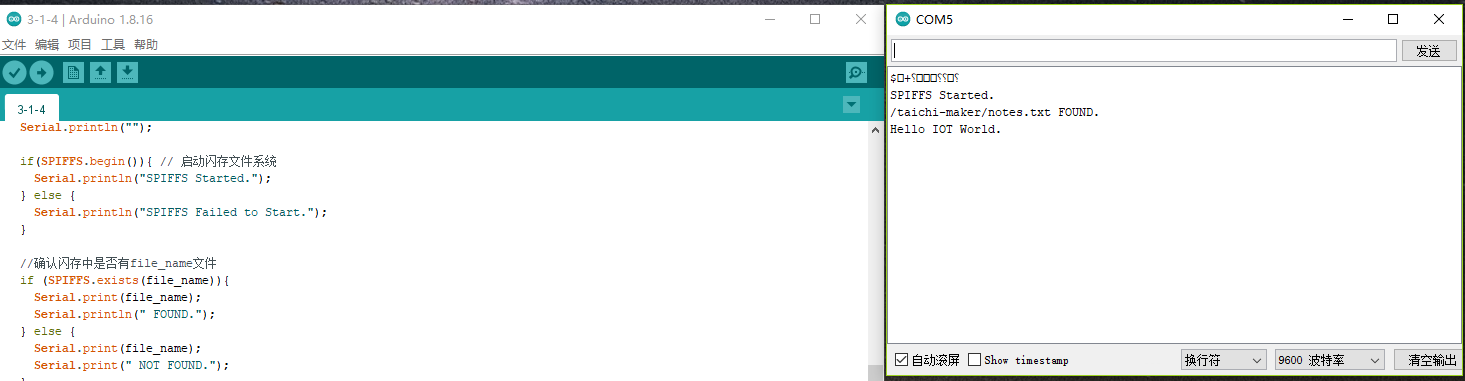 3-1-4 | Arduino 1.8.16
文件 编辑 项目 工具 帮助
3-1-4
Serial.println("");
if(SPIFFS.begin()){ // 启动闪存文件系统
Serial.println("SPIFFS Started.");
} else {
Serial.println("SPIFFS Failed to Start.");
}
//确认闪存中是否有file_name文件
if (SPIFFS.exists(file_name)){
Serial.print(file_name);
Serial.println(" FOUND.");
} else {
Serial.print(file_name);
Serial.print(" NOT FOUND.");
COM5
发送
SPIFFS Started.
/taichi-maker/notes.txt FOUND.
Hello IOT World.
自动滚屏 Show timestamp 换行符 9600 波特率 清空输出